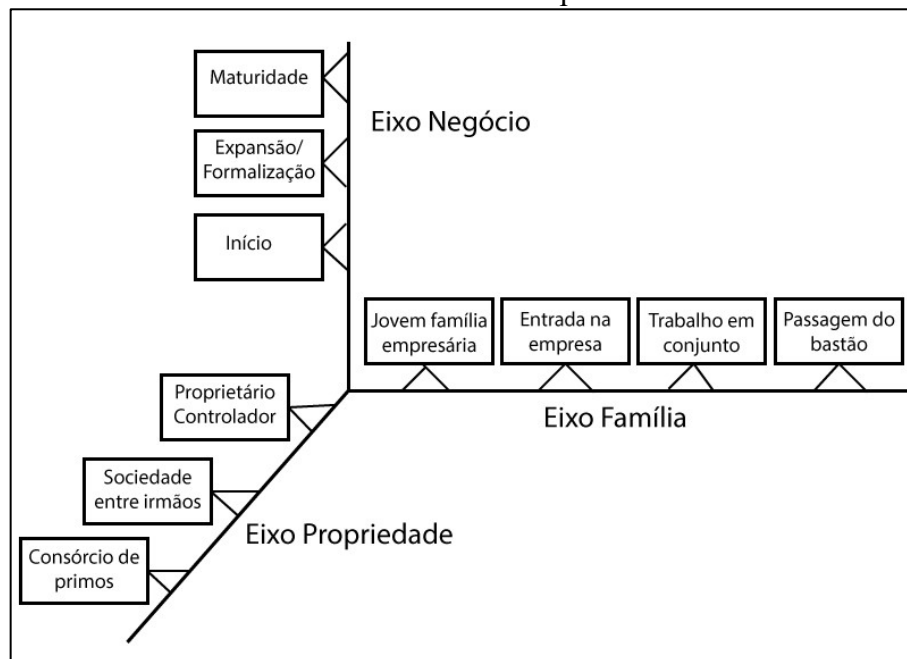 Maturidade
Eixo Negócio
Expansão/
Formalização
Início
Jovem família
empresária
Entrada na
empresa
Trabalho em
conjunto
Passagem do
bastão
Eixo Família
Proprietário
Controlador
Sociedade
entre irmãos
Eixo Propriedade
Consórcio de
primos